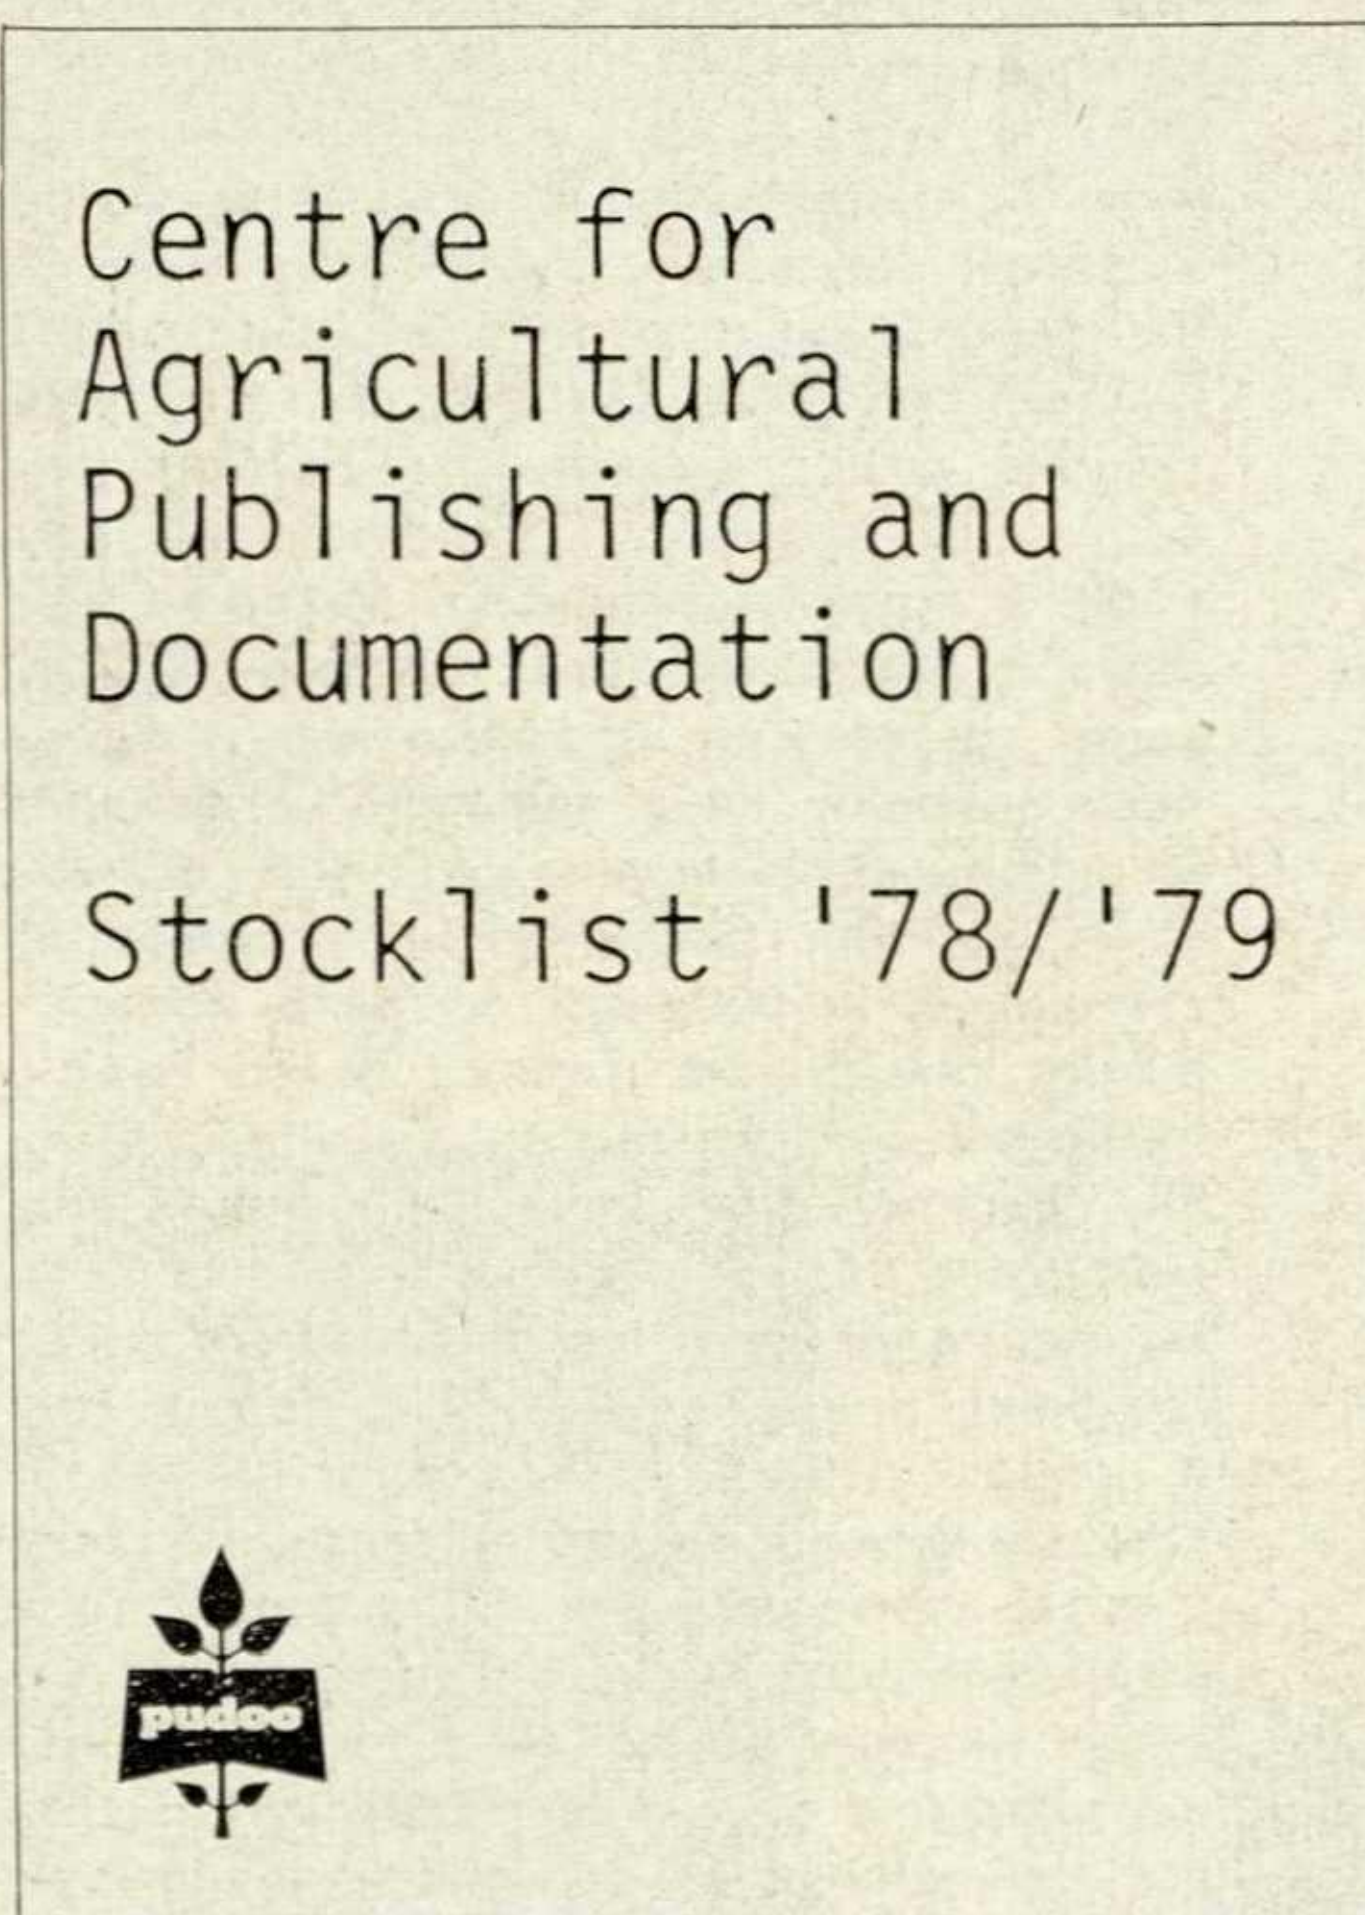 Centre for
Agricultural
Publishing and
Documentation
Stocklist '78/'79
pudoc